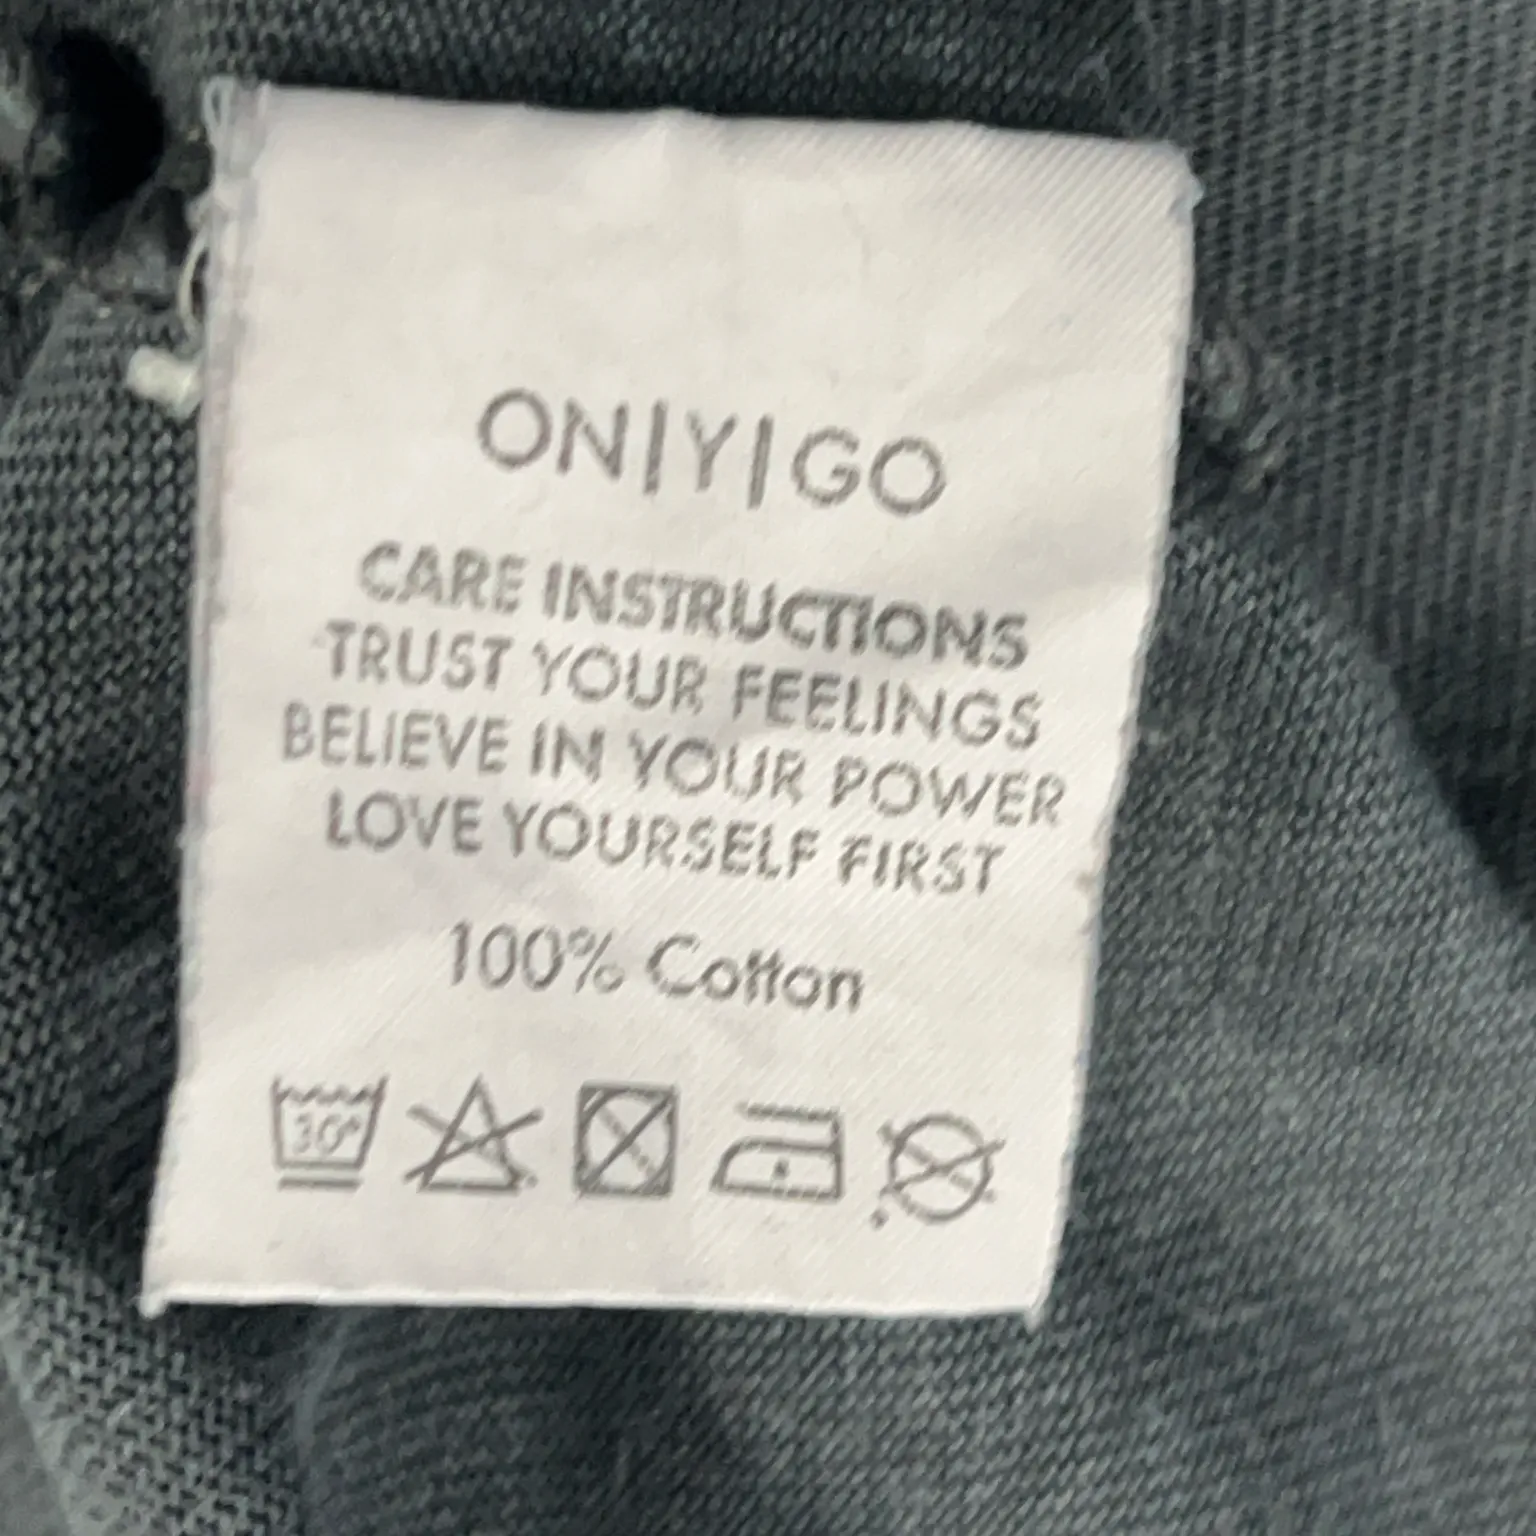 ON|Y|GO
CARE INSTRUCTIONS
TRUST YOUR FEELINGS
BELIEVE IN YOUR POWER
LOVE YOURSELF FIRST
100% Cotton
30°